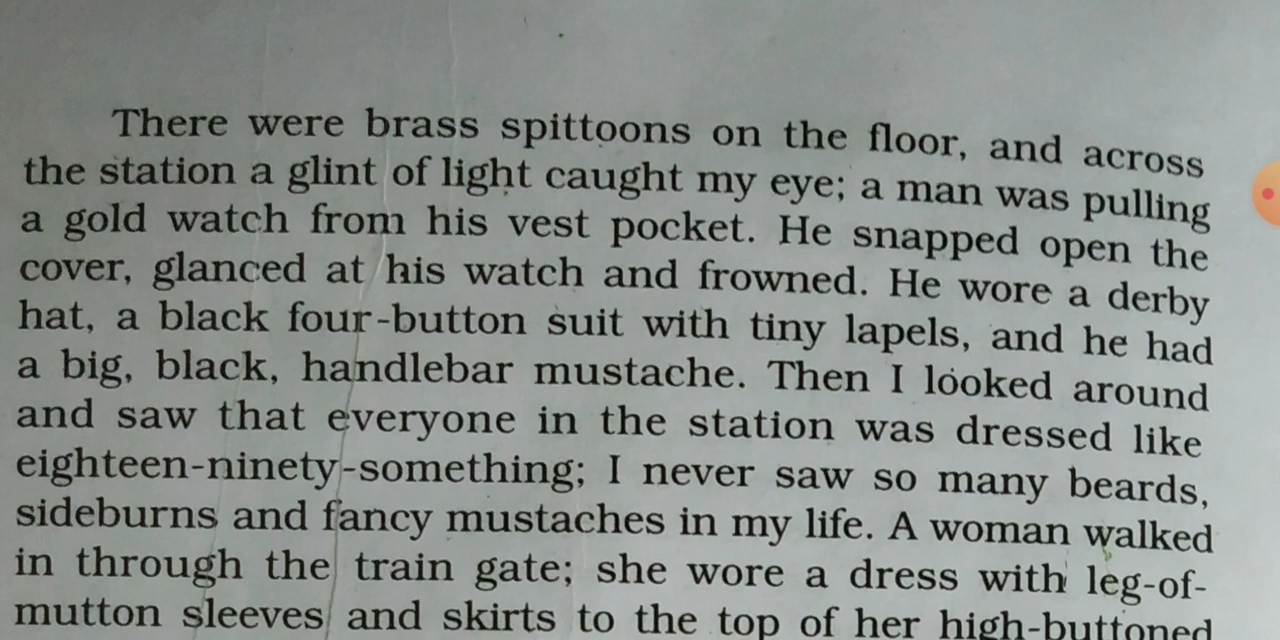 There were brass spittoons on the floor, and across
the station a glint of light caught my eye; a man was pulling
a gold watch from his vest pocket. He snapped open the
cover, glanced at his watch and frowned. He wore a derby
hat, a black four-button suit with tiny lapels, and he had
a big, black, handlebar mustache. Then I looked around
and saw that everyone in the station was dressed like
eighteen-ninety-something; I never saw so many beards,
sideburns and fancy mustaches in my life. A woman walked
in through the train gate; she wore a dress with leg-of-
mutton sleeves and skirts to the top of her high-buttoned